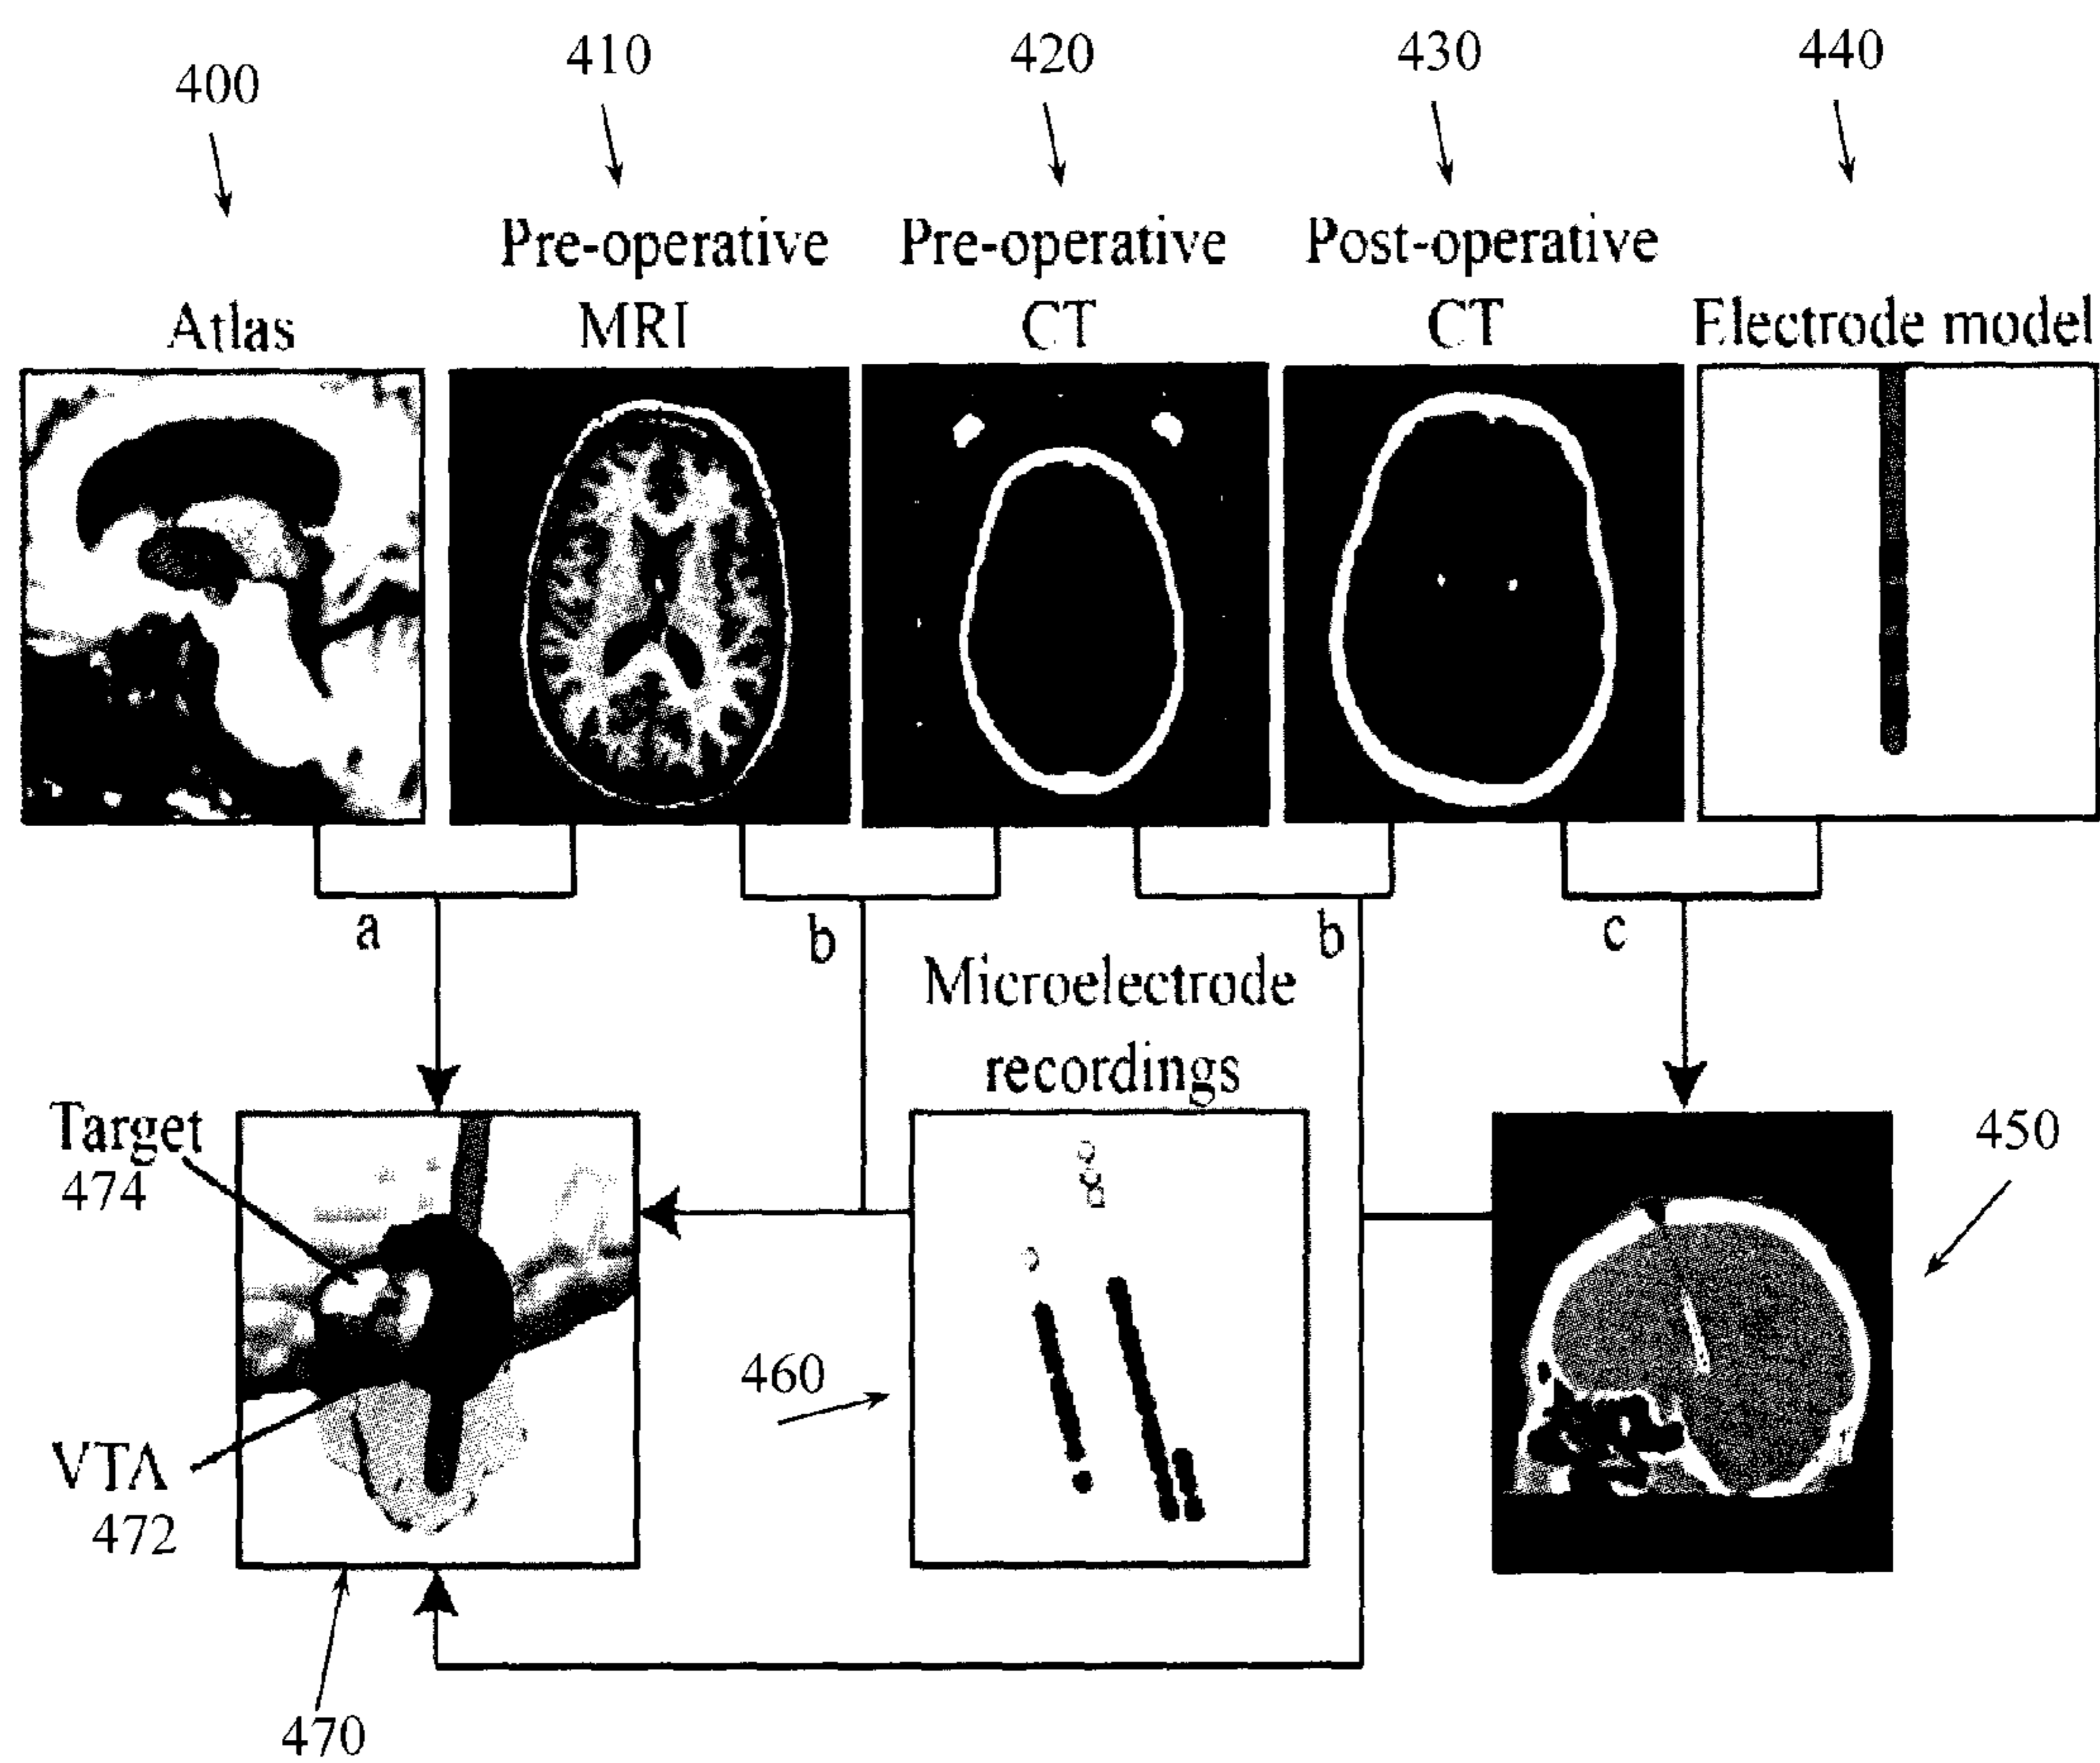 400
410
420
430
440
Atlas
Pre-operative
MRI
Pre-operative
CT
Post-operative
CT
Electrode model
a
b
b
c
Microelectrode
recordings
Target
474
450
460
VTA
472
470